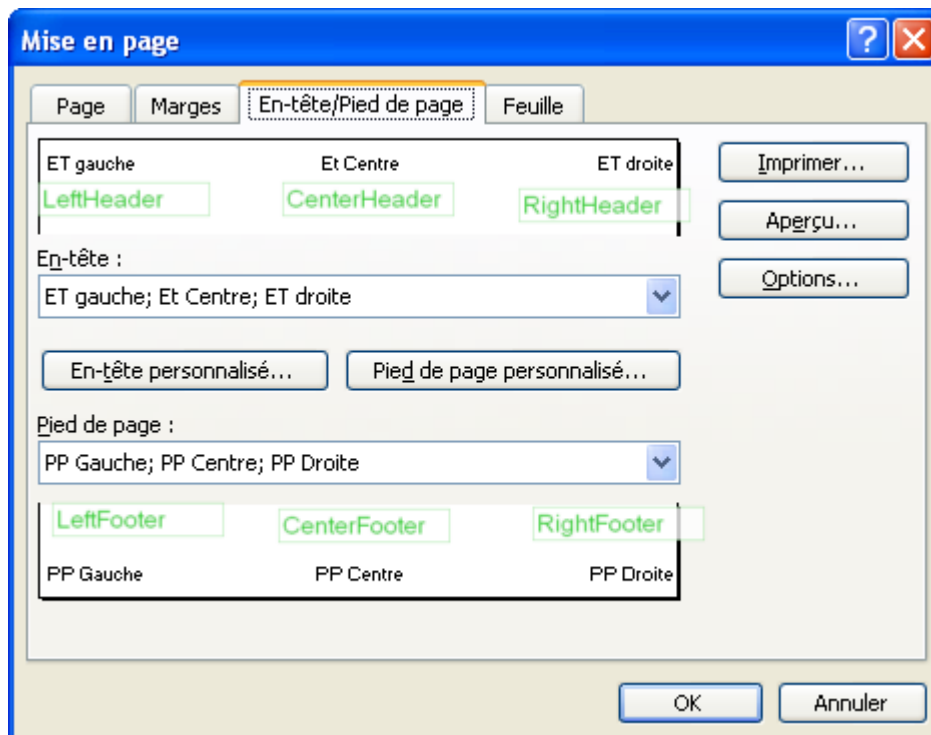 Mise en page
Page Marges En-tête/Pied de page Feuille
ET gauche Et Centre ET droite
LeftHeader CenterHeader RightHeader
En-tête :
ET gauche; Et Centre; ET droite
Imprimer...
Aperçu...
Options...
En-tête personnalisé... Pied de page personnalisé...
Pied de page :
PP Gauche; PP Centre; PP Droite
LeftFooter CenterFooter RightFooter
PP Gauche PP Centre PP Droite
OK Annuler